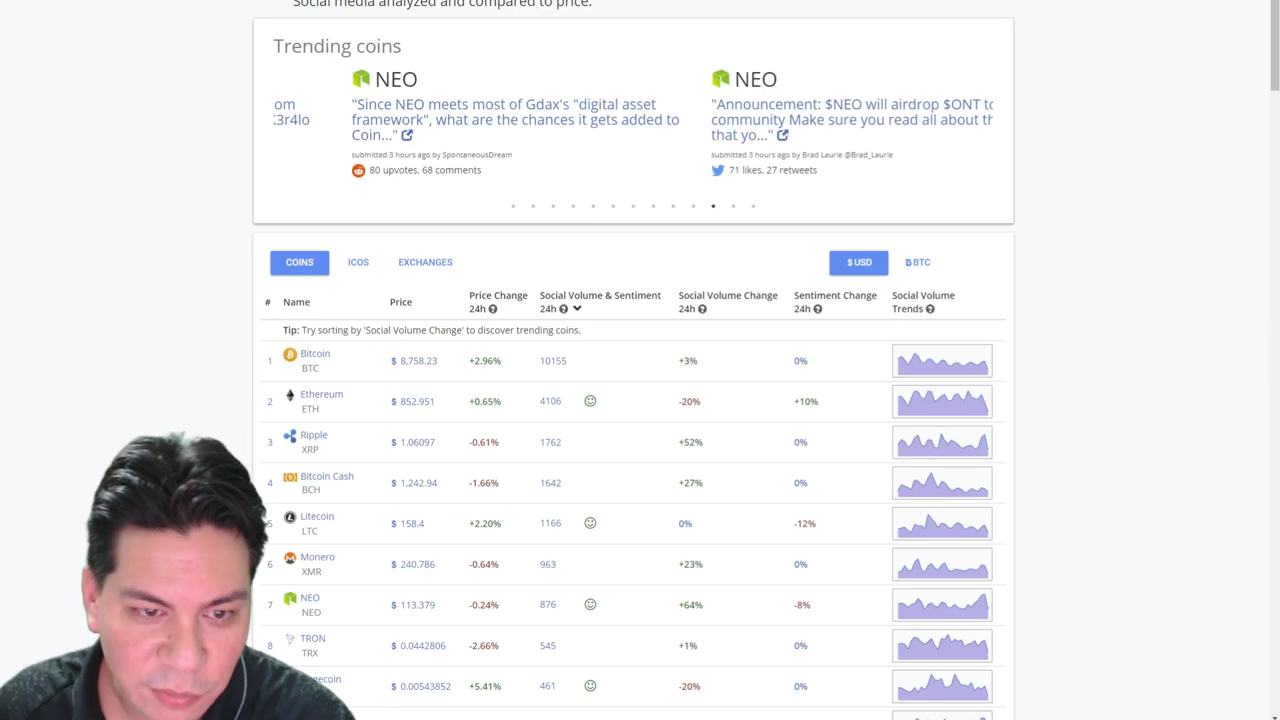 Social media analyzed and compared to price.
Trending coins
om
K3r4lo
NEO
"Since NEO meets most of Gdax's "digital asset
framework", what are the chances it gets added to
Coin..."
submitted 3 hours ago by SpontaneousDream
80 upvotes, 68 comments
NEO
"Announcement: $NEO will airdrop $ONT to
community Make sure you read all about th
that yo..."
submitted 3 hours ago by Brad Laurie @Brad_Laurie
71 likes, 27 retweets
COINS ICOS EXCHANGES $ USD BTC
# Name Price Price Change 24h Social Volume & Sentiment 24h Social Volume Change 24h Sentiment Change 24h Social Volume Trends
Tip: Try sorting by 'Social Volume Change' to discover trending coins.
1 Bitcoin BTC $ 8,758.23 +2.96% 10155 +3% 0%
2 Ethereum ETH $ 852.951 +0.65% 4106 -20% +10%
3 Ripple XRP $ 1.06097 -0.61% 1762 +52% 0%
4 Bitcoin Cash BCH $ 1,242.94 -1.66% 1642 +27% 0%
5 Litecoin LTC $ 158.4 +2.20% 1166 0% -12%
6 Monero XMR $ 240.786 -0.64% 963 +23% 0%
7 NEO NEO $ 113.379 -0.24% 876 +64% -8%
8 TRON TRX $ 0.0442806 -2.66% 545 +1% 0%
gecoin $ 0.00543852 +5.41% 461 -20% 0%